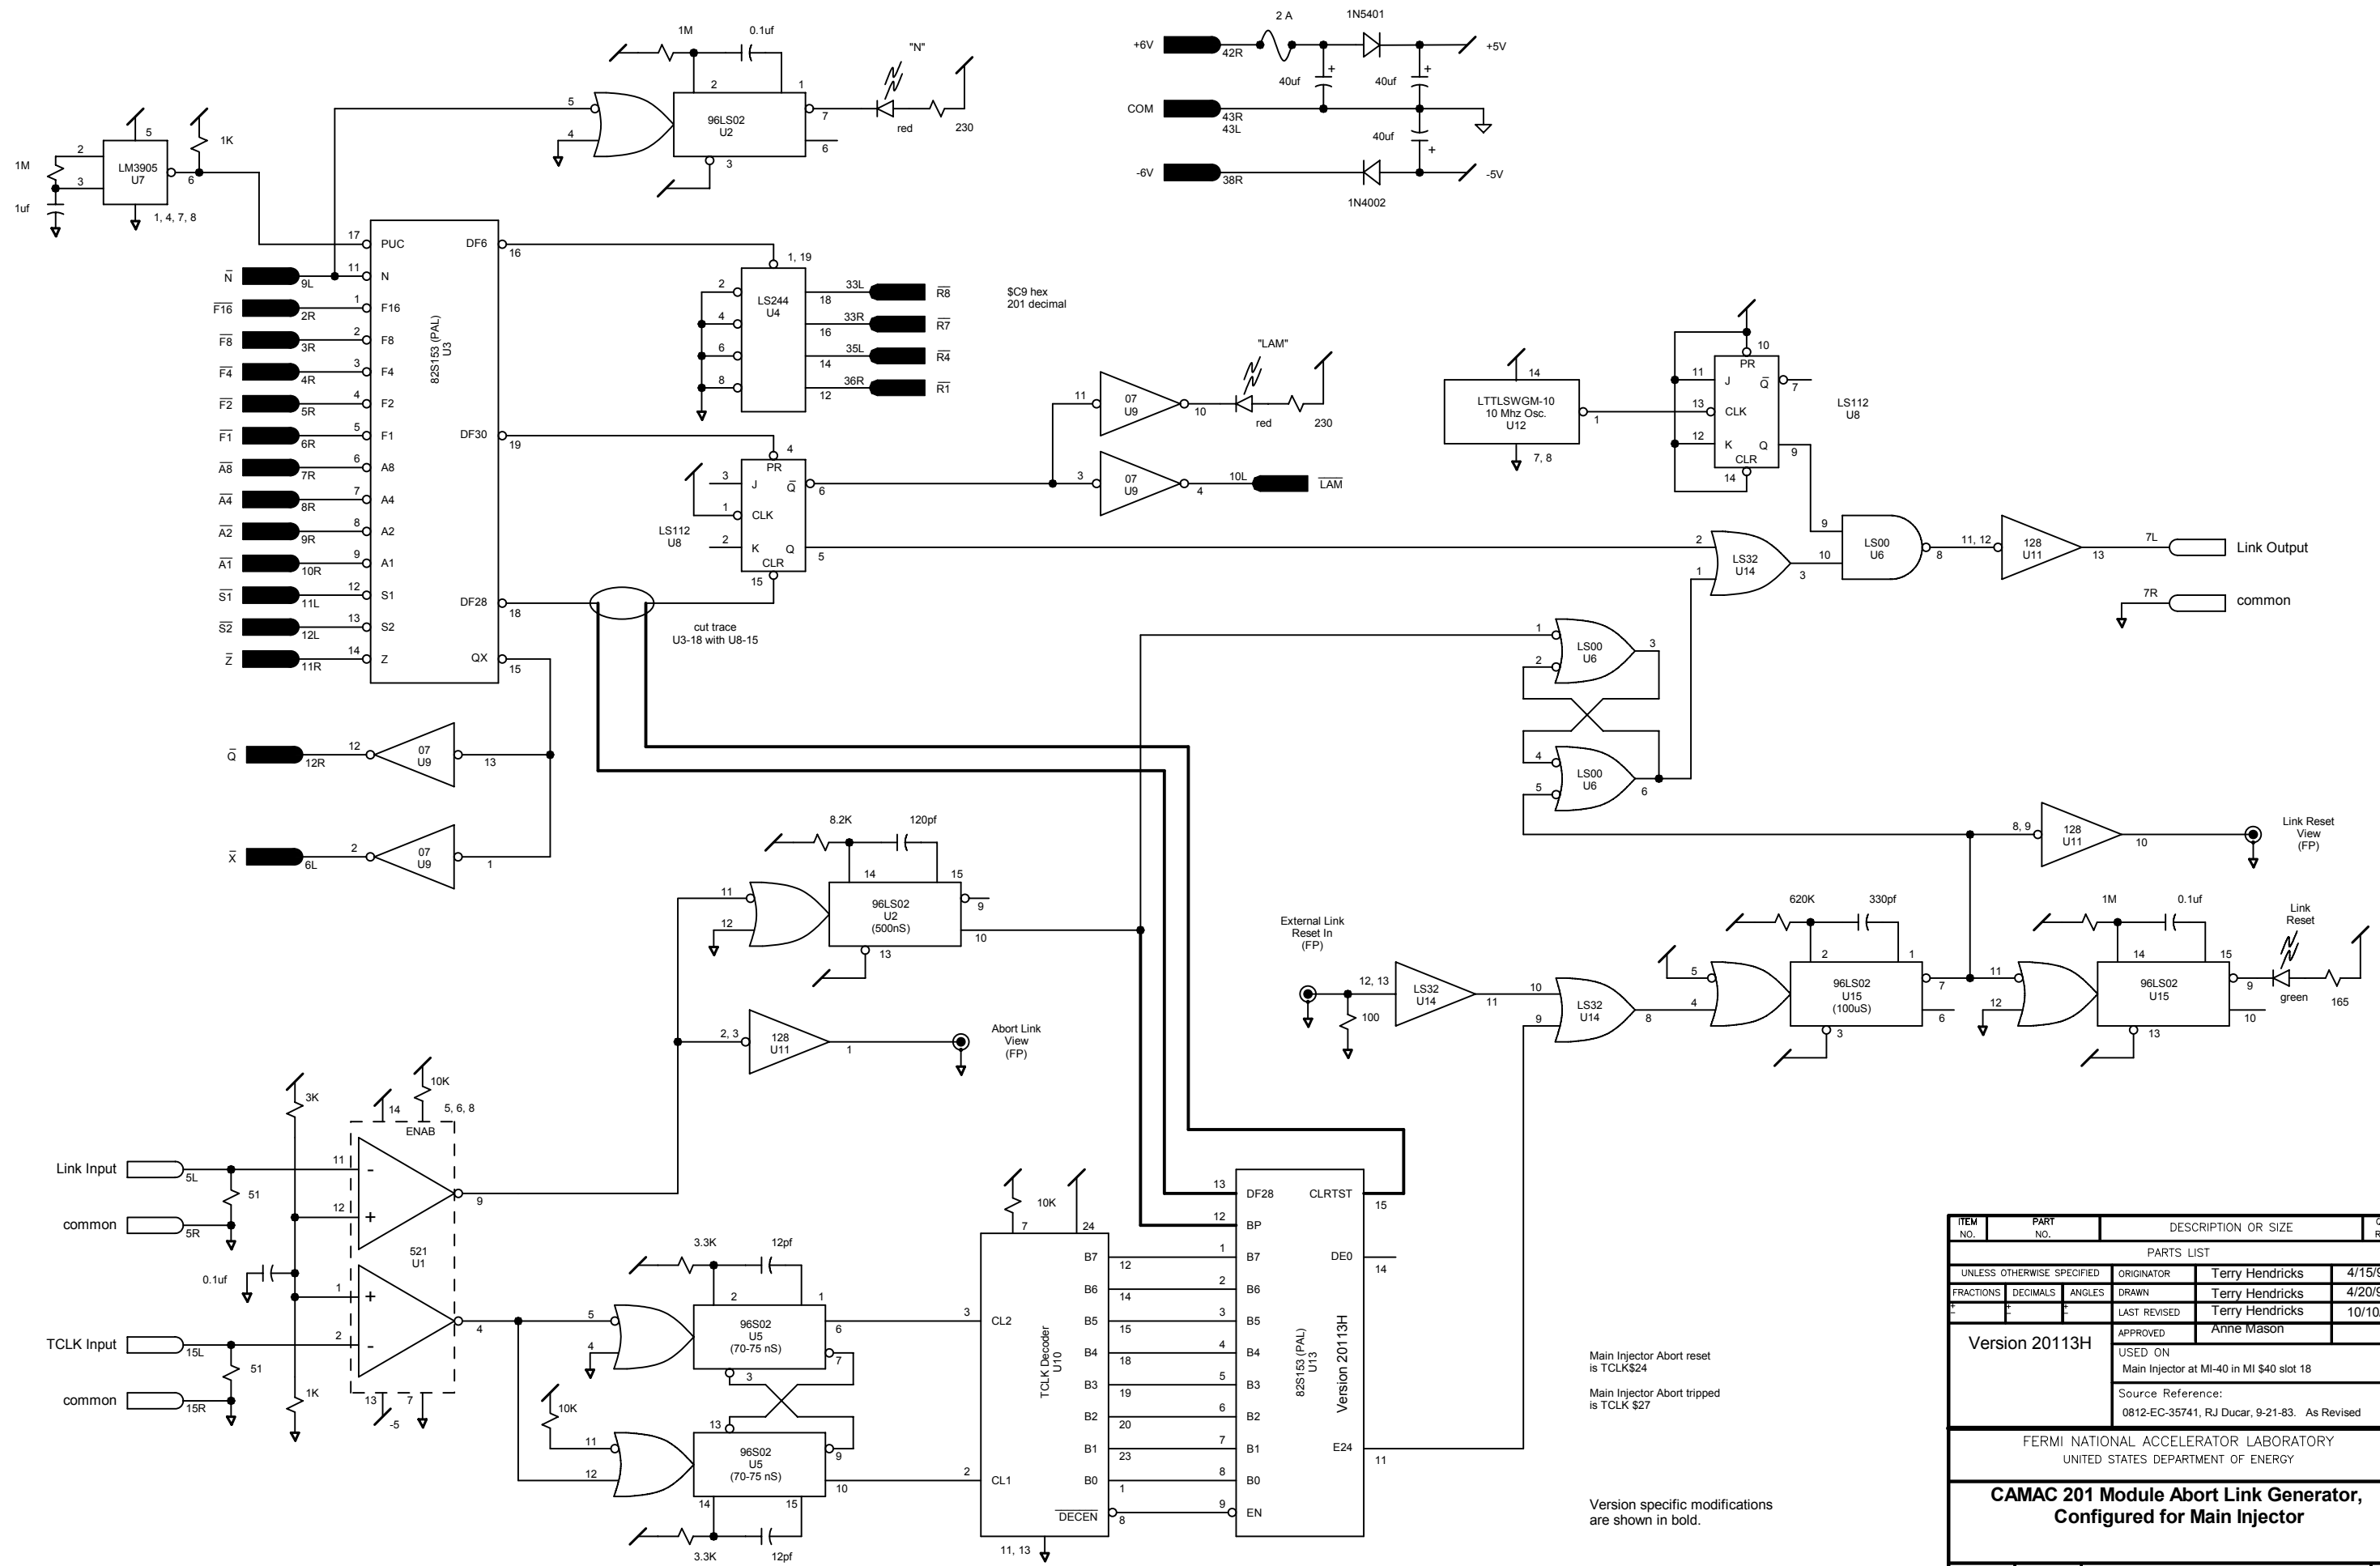 2 A
1N5401
+6V
42R
+
40uf
+
40uf
+5V
COM
43R
43L
40uf
+
-6V
38R
1N4002
-5V
1M
0.1uf
"N"
2
1
5
4
96LS02
U2
7
red
230
6
3
1M
2
3
1uf
5
LM3905
U7
6
1K
1, 4, 7, 8
82S153 (PAL)
U3
17
PUC
N̅
9L
11
N
F̅1̅6̅
2R
1
F16
F̅8̅
3R
2
F8
F̅4̅
4R
3
F4
F̅2̅
5R
4
F2
F̅1̅
6R
5
F1
A̅8̅
7R
6
A8
A̅4̅
8R
7
A4
A̅2̅
9R
8
A2
A̅1̅
10R
9
A1
S̅1̅
11L
12
S1
S̅2̅
12L
13
S2
Z̅
11R
14
Z
DF6
16
DF30
19
DF28
18
QX
15
1, 19
LS244
U4
2
4
6
8
18
33L
R̅8̅
16
33R
R̅7̅
14
35L
R̅4̅
12
36R
R̅1̅
$C9 hex
201 decimal
4
PR
3
J
Q̅
6
1
CLK
LS112
U8
2
K
Q
5
CLR
15
cut trace
U3-18 with U8-15
11
07
U9
10
"LAM"
red
230
3
07
U9
4
10L
L̅A̅M̅
14
LTTLSWGM-10
10 Mhz Osc.
U12
1
7, 8
10
PR
11
J
Q̅
7
13
CLK
12
K
Q
9
CLR
14
LS112
U8
2
1
LS32
U14
3
9
10
LS00
U6
8
11, 12
128
U11
13
7L
Link Output
7R
common
1
2
LS00
U6
3
4
5
LS00
U6
6
Q̅
12R
12
07
U9
13
X̅
6L
2
07
U9
1
8.2K
120pf
14
15
11
12
96LS02
U2
(500nS)
9
10
13
2, 3
128
U11
1
Abort Link
View
(FP)
External Link
Reset In
(FP)
12, 13
100
LS32
U14
11
10
9
LS32
U14
8
620K
330pf
2
1
5
4
96LS02
U15
(100uS)
7
6
3
8, 9
128
U11
10
Link Reset
View
(FP)
1M
0.1uf
14
15
11
12
96LS02
U15
9
10
13
Link
Reset
green
165
3K
10K
14
5, 6, 8
ENAB
Link Input
5L
51
11
-
12
+
9
common
5R
0.1uf
521
U1
1
+
2
-
4
TCLK Input
15L
51
common
15R
1K
13
-5
7
3.3K
12pf
2
1
5
4
96S02
U5
(70-75 nS)
6
7
3
10K
13
11
12
96S02
U5
(70-75 nS)
9
10
14
15
3.3K
12pf
10K
7
24
TCLK Decoder
U10
3
CL2
2
CL1
B7
12
B6
14
B5
15
B4
18
B3
19
B2
20
B1
23
B0
1
D̅E̅C̅E̅N̅
8
11, 13
82S153 (PAL)
U13
Version 20113H
13
DF28
12
BP
1
B7
2
B6
3
B5
4
B4
5
B3
6
B2
7
B1
8
B0
9
EN
CLRTST
15
DE0
14
E24
11
Main Injector Abort reset
is TCLK$24
Main Injector Abort tripped
is TCLK $27
Version specific modifications
are shown in bold.
ITEM
NO.
PART
NO.
DESCRIPTION OR SIZE
PARTS LIST
UNLESS OTHERWISE SPECIFIED
FRACTIONS
DECIMALS
ANGLES
±
±
±
ORIGINATOR
Terry Hendricks
DRAWN
Terry Hendricks
LAST REVISED
Terry Hendricks
APPROVED
Anne Mason
Version 20113H
USED ON
Main Injector at MI-40 in MI $40 slot 18
Source Reference:
0812-EC-35741, RJ Ducar, 9-21-83. As Revised
FERMI NATIONAL ACCELERATOR LABORATORY
UNITED STATES DEPARTMENT OF ENERGY
CAMAC 201 Module Abort Link Generator,
Configured for Main Injector